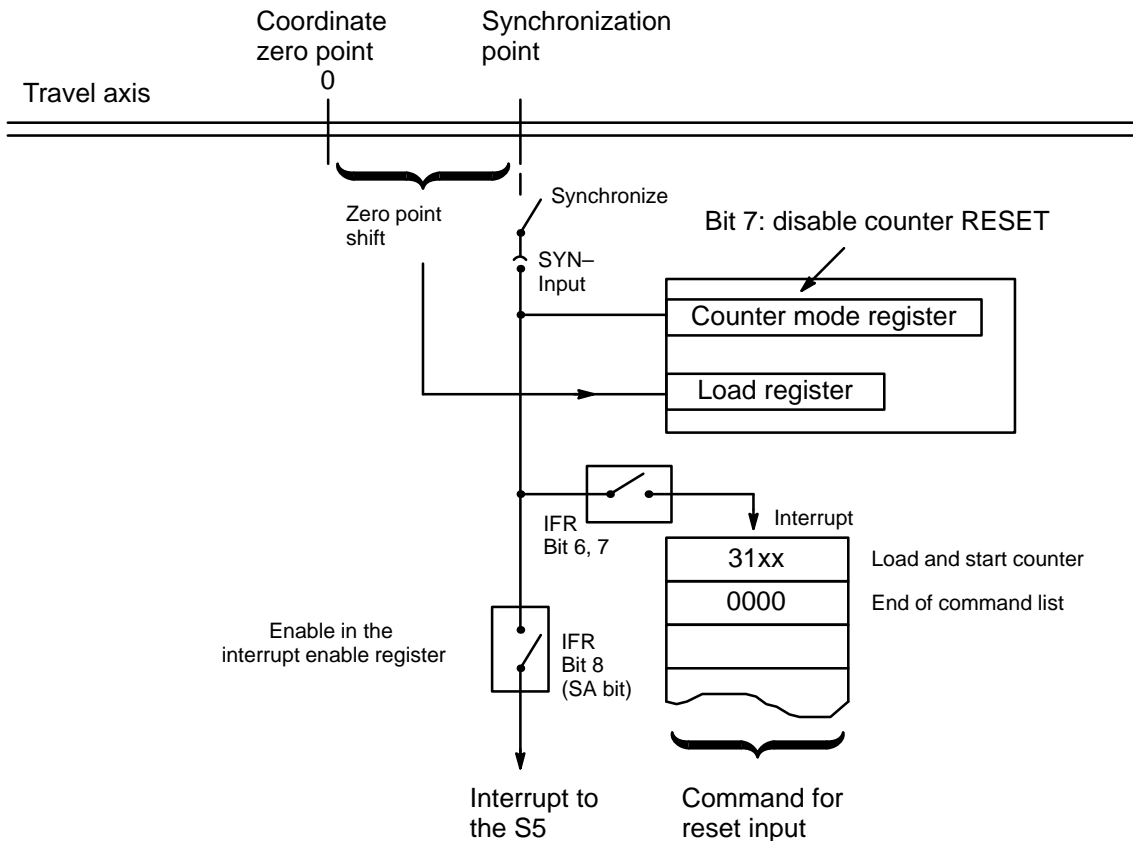 Coordinate
zero point
0
Synchronization
point
Travel axis
Zero point
shift
Synchronize
SYN–
Input
Bit 7: disable counter RESET
Counter mode register
Load register
IFR
Bit 6, 7
Interrupt
31xx
Load and start counter
0000
End of command list
Enable in the
interrupt enable register
IFR
Bit 8
(SA bit)
Interrupt to
the S5
Command for
reset input